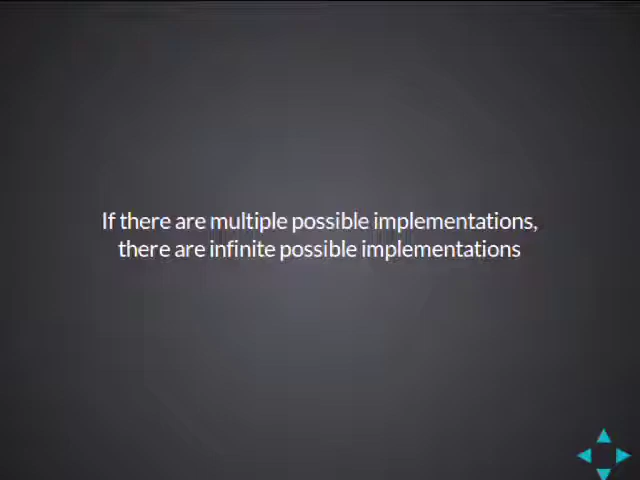 If there are multiple possible implementations,
there are infinite possible implementations